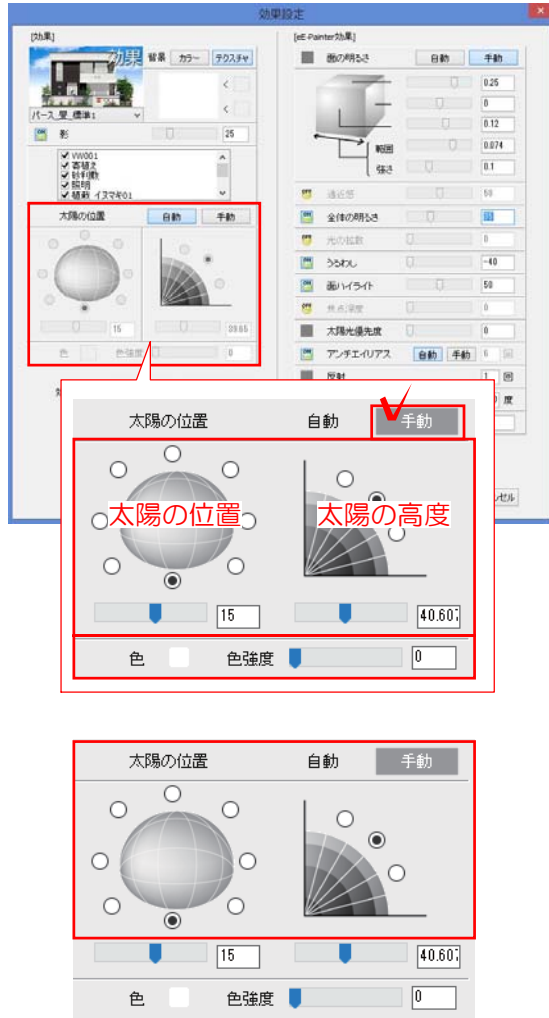 効果設定
[効果]
効果 背景 カラー テクスチャ
<
<
パース_壁_標準1
影 25
VW001
寄植え
砂利敷
照明
植栽 イヌマキ01
太陽の位置 自動 手動
15 39.65
色 色強度 0
[eE-Painter効果]
面の明るさ 自動 手動
0.25
0
0.12
範囲 0.074
強さ 0.1
遠近感 50
全体の明るさ
光の拡散 0
うるわし -40
面ハイライト 50
焦点深度 0
太陽光優先度 0
アンチエイリアス 自動 手動 6 回
反射 1 回
度
太陽の位置 自動 手動
太陽の位置 太陽の高度
15 40.607
色 色強度 0
太陽の位置 自動 手動
15 40.607
色 色強度 0